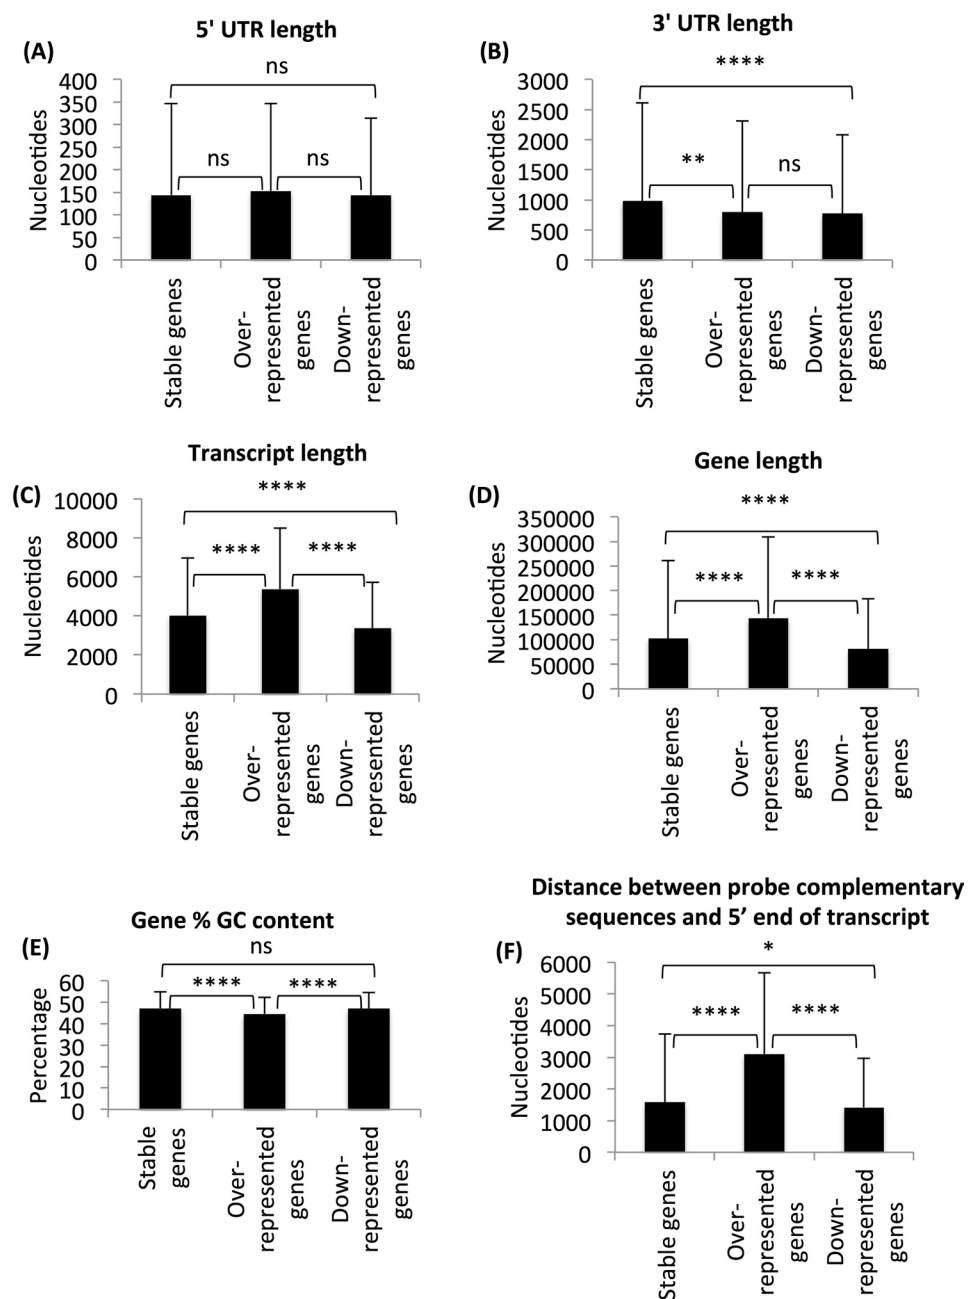 (A)
5' UTR length
ns
400
350
300
250
200
150
100
50
0
Nucleotides
ns
ns
Stable genes
Over-
represented
genes
Down-
represented
genes
(B)
3' UTR length
****
3000
2500
2000
1500
1000
500
0
Nucleotides
**
ns
Stable genes
Over-
represented
genes
Down-
represented
genes
(C)
Transcript length
****
10000
8000
6000
4000
2000
0
Nucleotides
****
****
Stable genes
Over-
represented
genes
Down-
represented
genes
(D)
Gene length
****
350000
300000
250000
200000
150000
100000
50000
0
Nucleotides
****
****
Stable genes
Over-
represented
genes
Down-
represented
genes
(E)
Gene % GC content
ns
60
50
40
30
20
10
0
Percentage
****
****
Stable
genes
Over-
represented
genes
Down-
represented
genes
(F)
Distance between probe complementary
sequences and 5’ end of transcript
*
6000
5000
4000
3000
2000
1000
0
Nucleotides
****
****
Stable genes
Over-
represented
genes
Down-
represented
genes